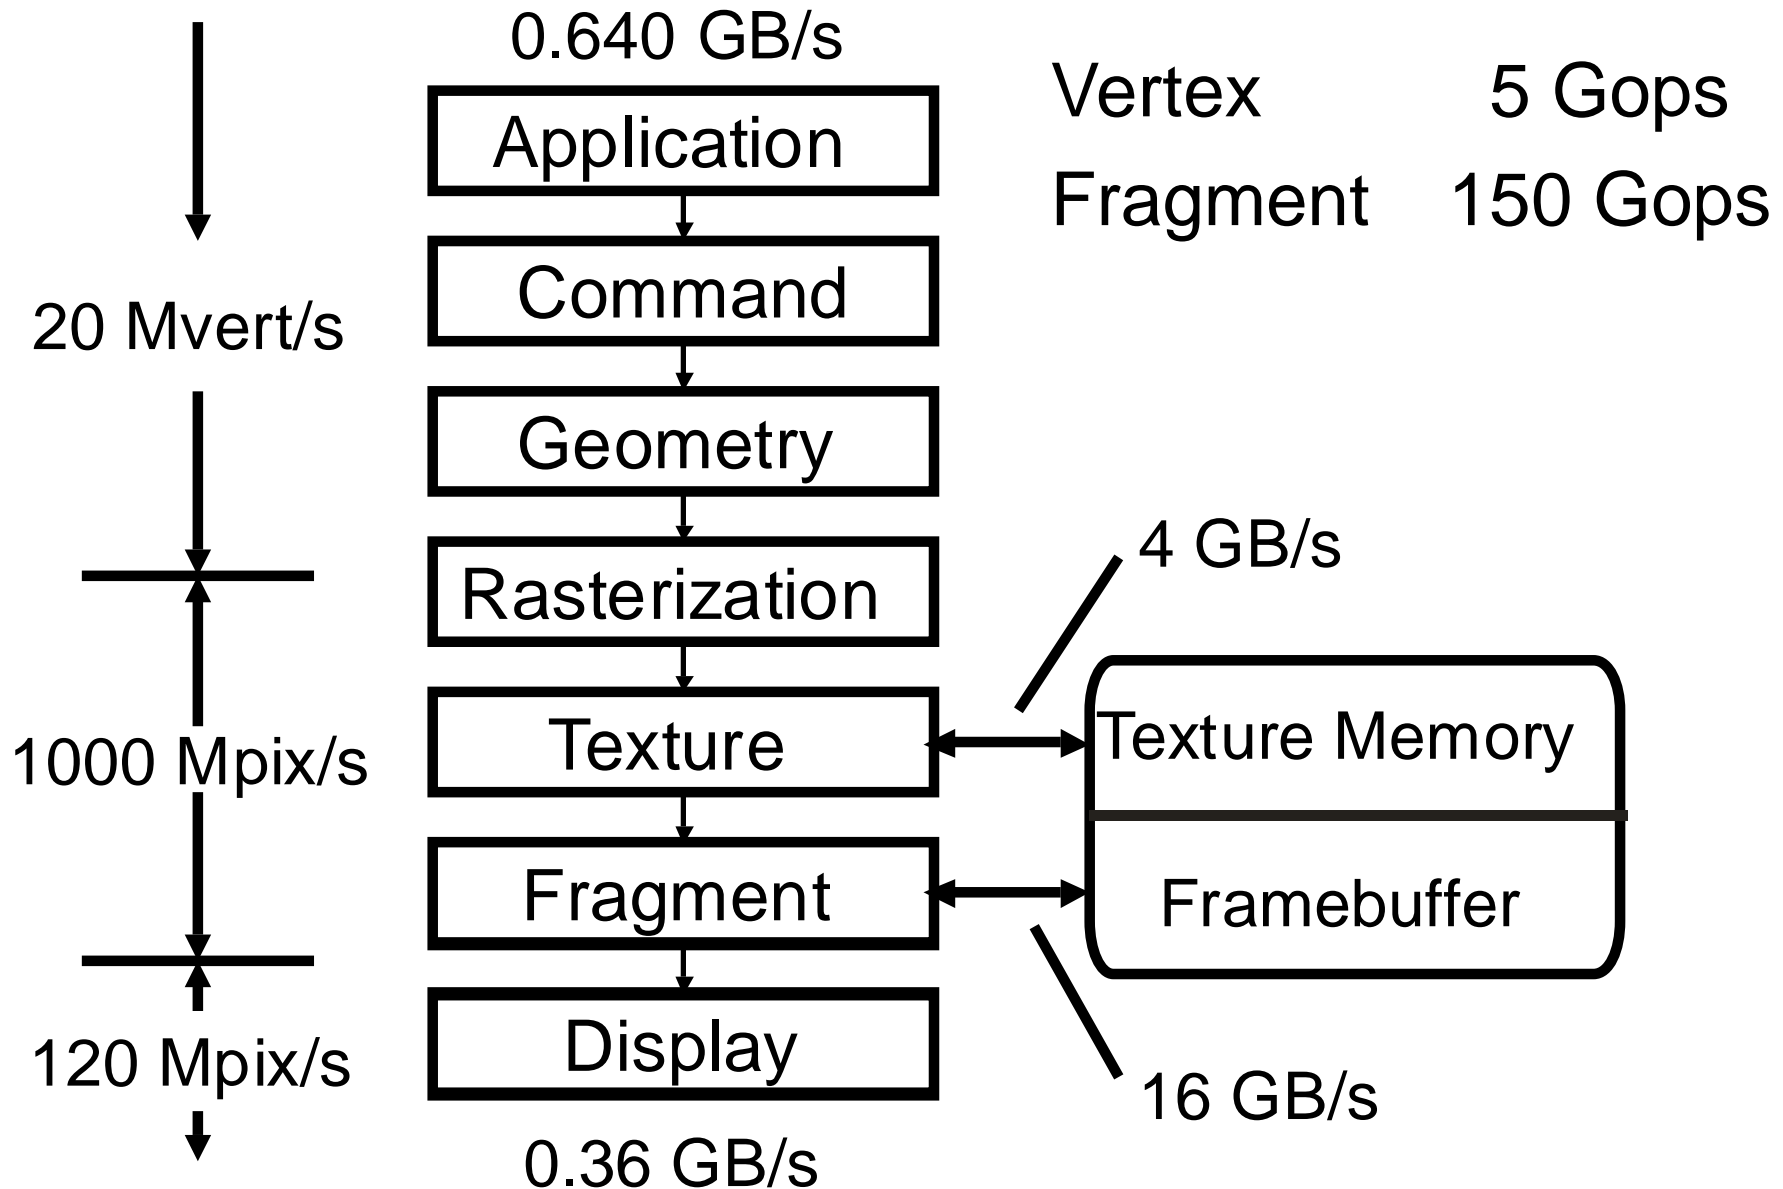 0.640 GB/s
Vertex 5 Gops
Application
Fragment 150 Gops
Command
20 Mvert/s
Geometry
4 GB/s
Rasterization
Texture
Texture Memory
1000 Mpix/s
Fragment
Framebuffer
Display
120 Mpix/s
16 GB/s
0.36 GB/s